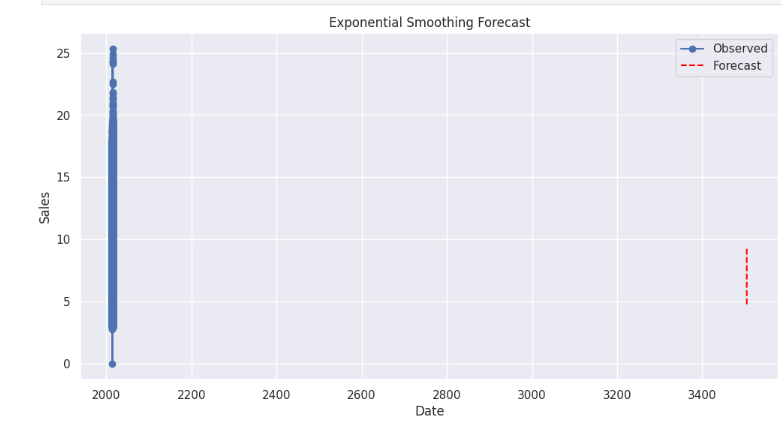 Exponential Smoothing Forecast
Observed
Forecast
25
20
15
10
5
0
Sales
2000 2200 2400 2600 2800 3000 3200 3400
Date